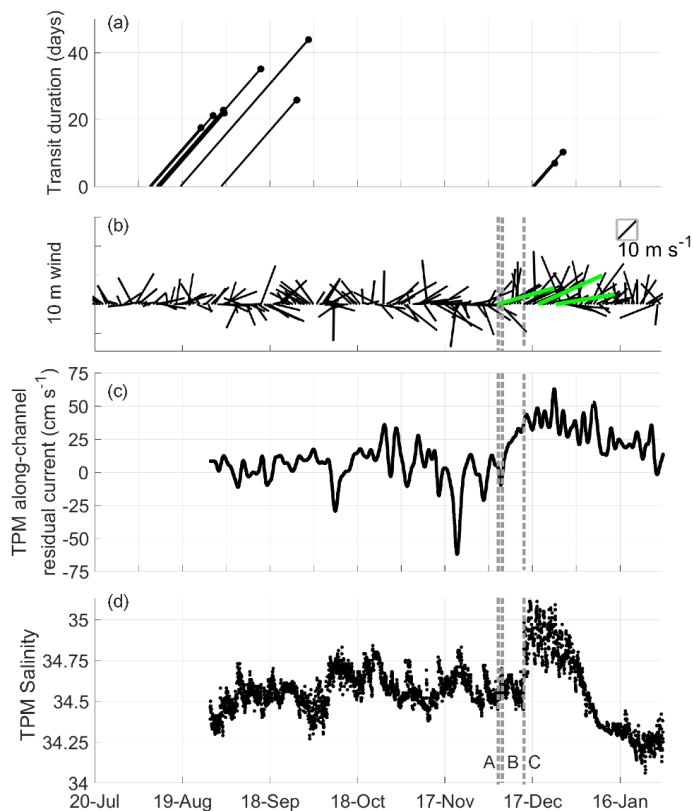 (a)
Transit duration (days)
40
20
0
(b)
10 m wind
10 m s⁻¹
(c)
TPM along-channel
residual current (cm s⁻¹)
75
50
25
0
-25
-50
-75
(d)
TPM Salinity
35
34.75
34.5
34.25
34
A B C
20-Jul 19-Aug 18-Sep 18-Oct 17-Nov 17-Dec 16-Jan